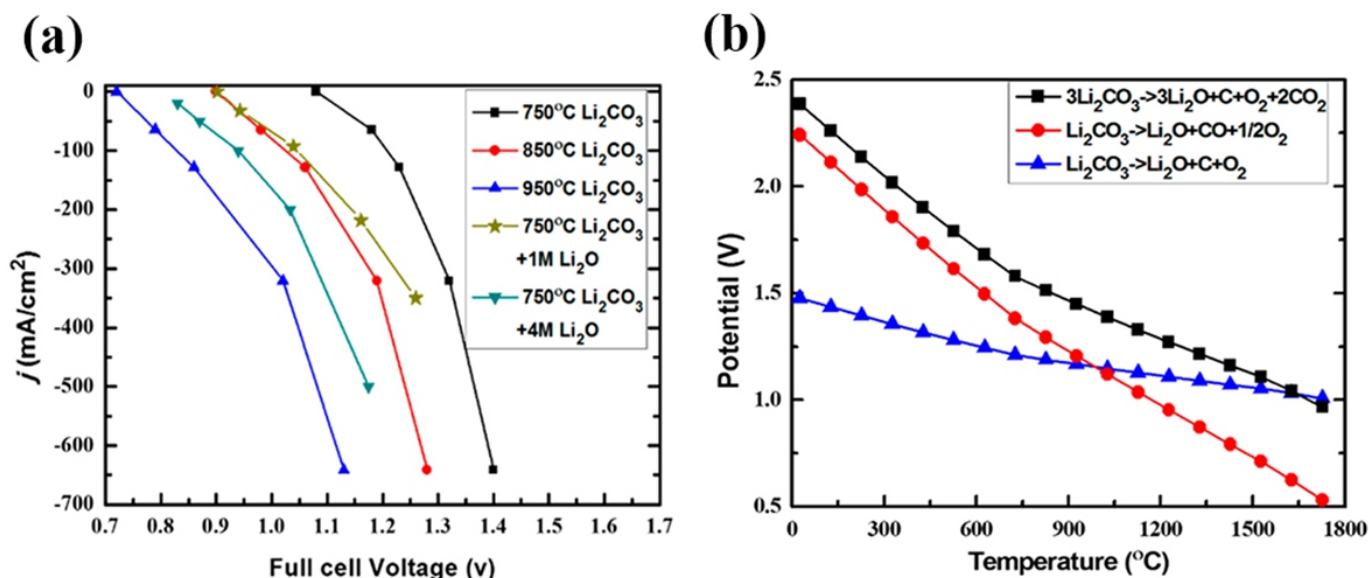 (a)
0
-100
-200
-300
-400
-500
-600
-700
j (mA/cm²)
0.7 0.8 0.9 1.0 1.1 1.2 1.3 1.4 1.5 1.6 1.7
Full cell Voltage (v)
750°C Li₂CO₃
850°C Li₂CO₃
950°C Li₂CO₃
750°C Li₂CO₃
+1M Li₂O
750°C Li₂CO₃
+4M Li₂O
(b)
2.5
2.0
1.5
1.0
0.5
Potential (V)
0 300 600 900 1200 1500 1800
Temperature (°C)
3Li₂CO₃->3Li₂O+C+O₂+2CO₂
Li₂CO₃->Li₂O+CO+1/2O₂
Li₂CO₃->Li₂O+C+O₂